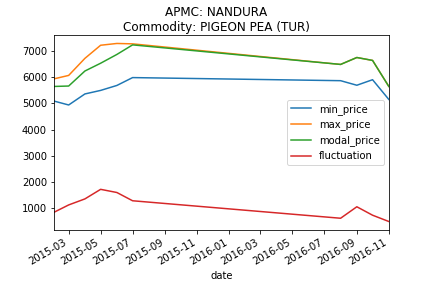 APMC: NANDURA
Commodity: PIGEON PEA (TUR)
7000
6000
5000
4000
3000
2000
1000
min_price
max_price
modal_price
fluctuation
2015-03
2015-05
2015-07
2015-09
2015-11
2016-01
2016-03
2016-05
2016-07
2016-09
2016-11
date